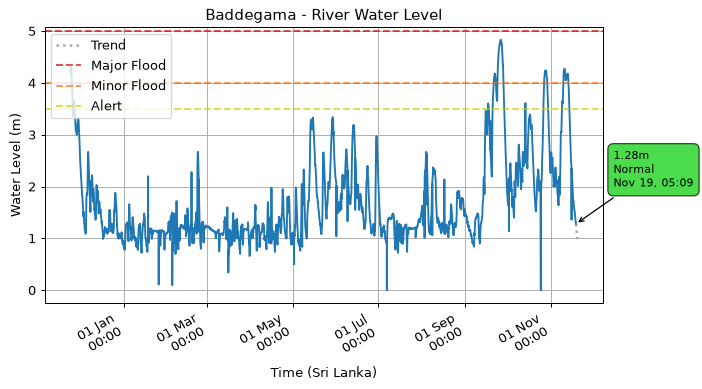 Baddegama - River Water Level
5
4
3
2
1
0
Water Level (m)
Trend
Major Flood
Minor Flood
Alert
1.28m
Normal
Nov 19, 05:09
01 Jan
00:00
01 Mar
00:00
01 May
00:00
01 Jul
00:00
01 Sep
00:00
01 Nov
00:00
Time (Sri Lanka)